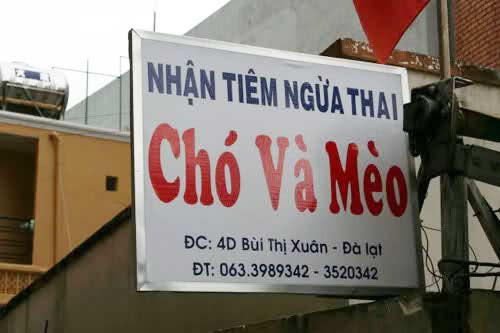 NHẬN TIÊM NGỪA THAI
Chó Và Mèo
ĐC: 4D Bùi Thị Xuân - Đà lạt
ĐT: 063.3989342 - 3520342